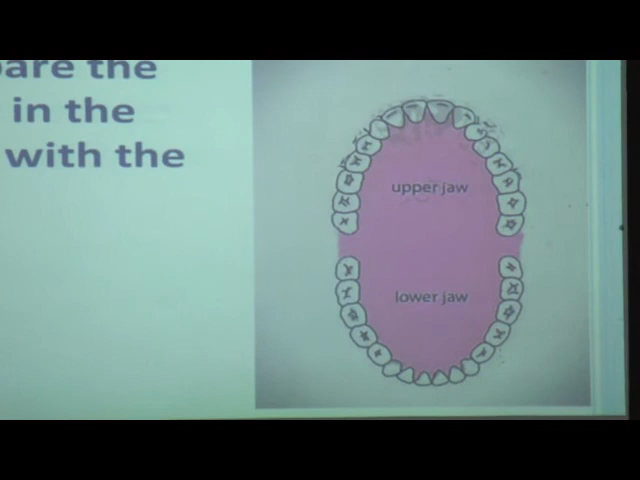 are the
in the
with the
upper jaw
lower jaw